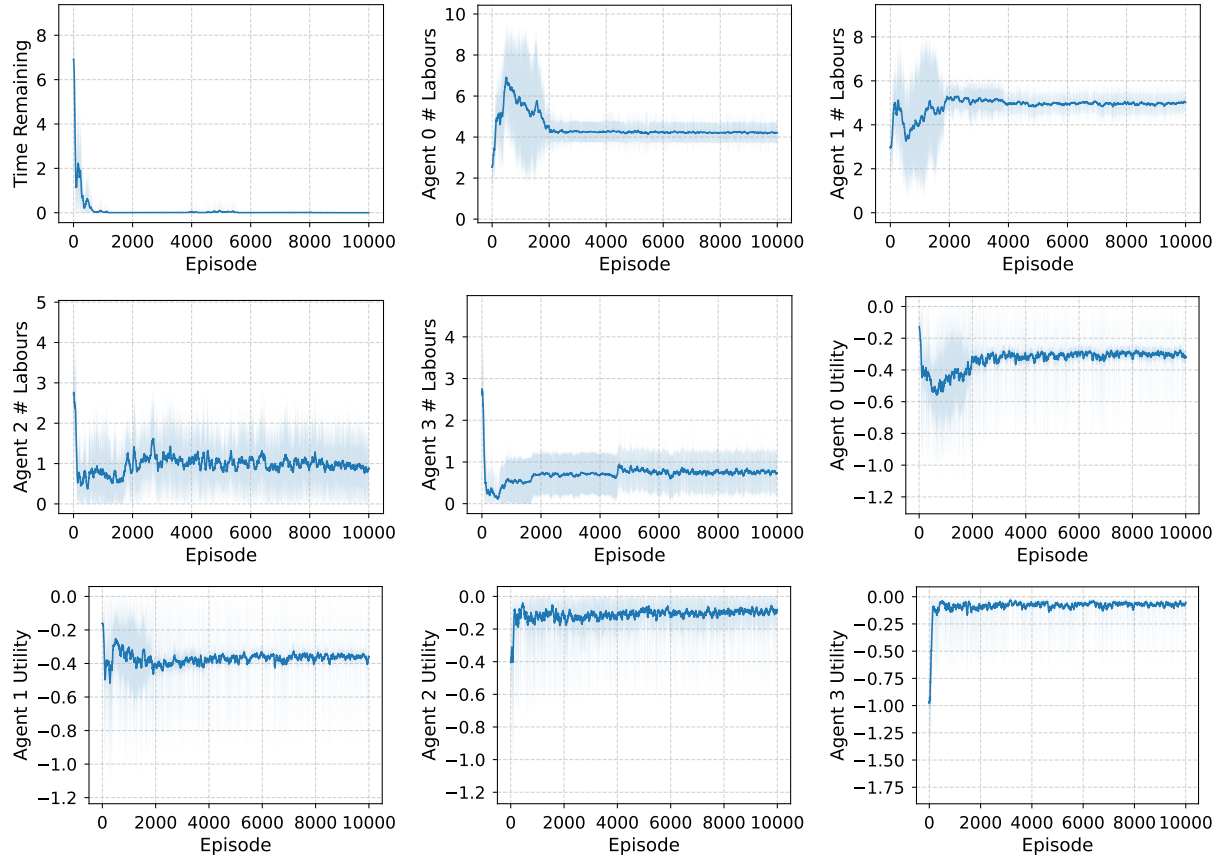 Time Remaining
8
6
4
2
0
0 2000 4000 6000 8000 10000
Episode
Agent 0 # Labours
10
8
6
4
2
0
0 2000 4000 6000 8000 10000
Episode
Agent 1 # Labours
8
6
4
2
0
0 2000 4000 6000 8000 10000
Episode
Agent 2 # Labours
5
4
3
2
1
0
0 2000 4000 6000 8000 10000
Episode
Agent 3 # Labours
4
3
2
1
0
0 2000 4000 6000 8000 10000
Episode
Agent 0 Utility
0.0
−0.2
−0.4
−0.6
−0.8
−1.0
−1.2
0 2000 4000 6000 8000 10000
Episode
Agent 1 Utility
0.0
−0.2
−0.4
−0.6
−0.8
−1.0
−1.2
0 2000 4000 6000 8000 10000
Episode
Agent 2 Utility
0.0
−0.2
−0.4
−0.6
−0.8
−1.0
−1.2
0 2000 4000 6000 8000 10000
Episode
Agent 3 Utility
0.00
−0.25
−0.50
−0.75
−1.00
−1.25
−1.50
−1.75
0 2000 4000 6000 8000 10000
Episode